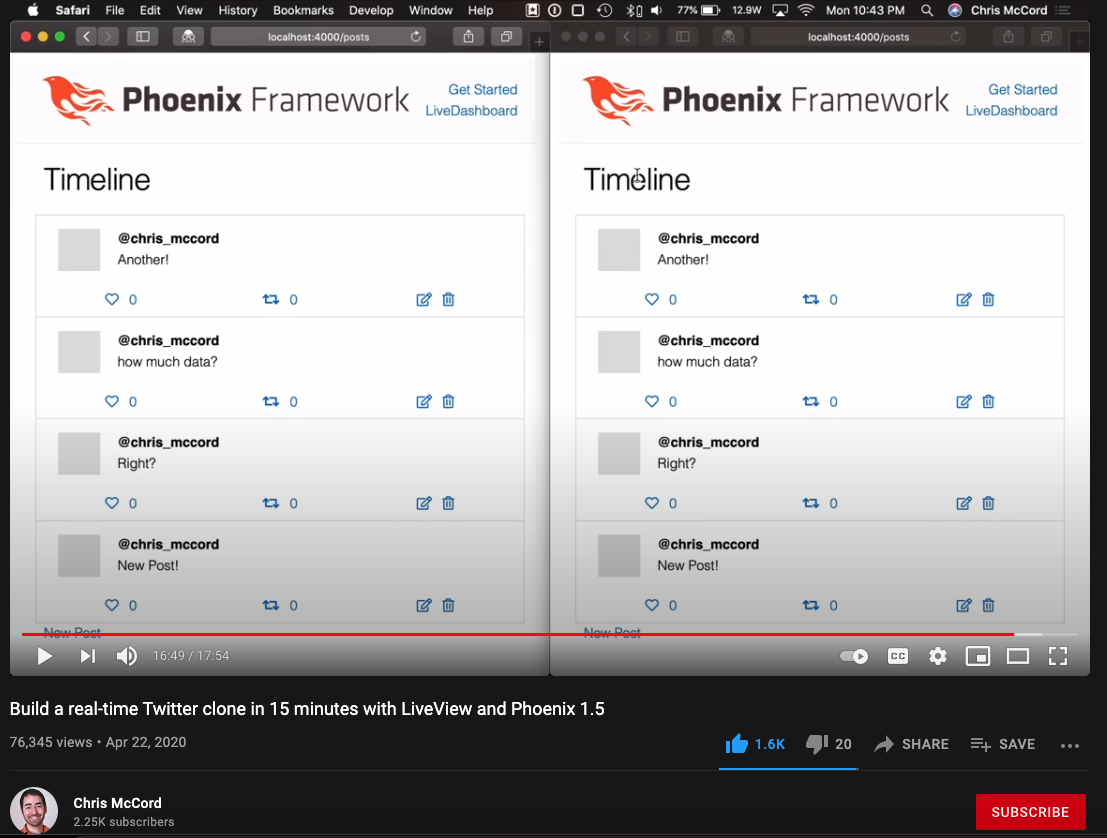 Safari File Edit View History Bookmarks Develop Window Help 77% 12.9W Mon 10:43 PM Chris McCord
localhost:4000/posts
localhost:4000/posts
Phoenix Framework
Get Started
LiveDashboard
Phoenix Framework
Get Started
LiveDashboard
Timeline
@chris_mccord
Another!
0 0
@chris_mccord
how much data?
0 0
@chris_mccord
Right?
0 0
@chris_mccord
New Post!
0 0
New Post
Timeline
@chris_mccord
Another!
0 0
@chris_mccord
how much data?
0 0
@chris_mccord
Right?
0 0
@chris_mccord
New Post!
0 0
New Post
16:49 / 17:54
CC
Build a real-time Twitter clone in 15 minutes with LiveView and Phoenix 1.5
76,345 views • Apr 22, 2020
1.6K 20 SHARE SAVE
Chris McCord
2.25K subscribers
SUBSCRIBE